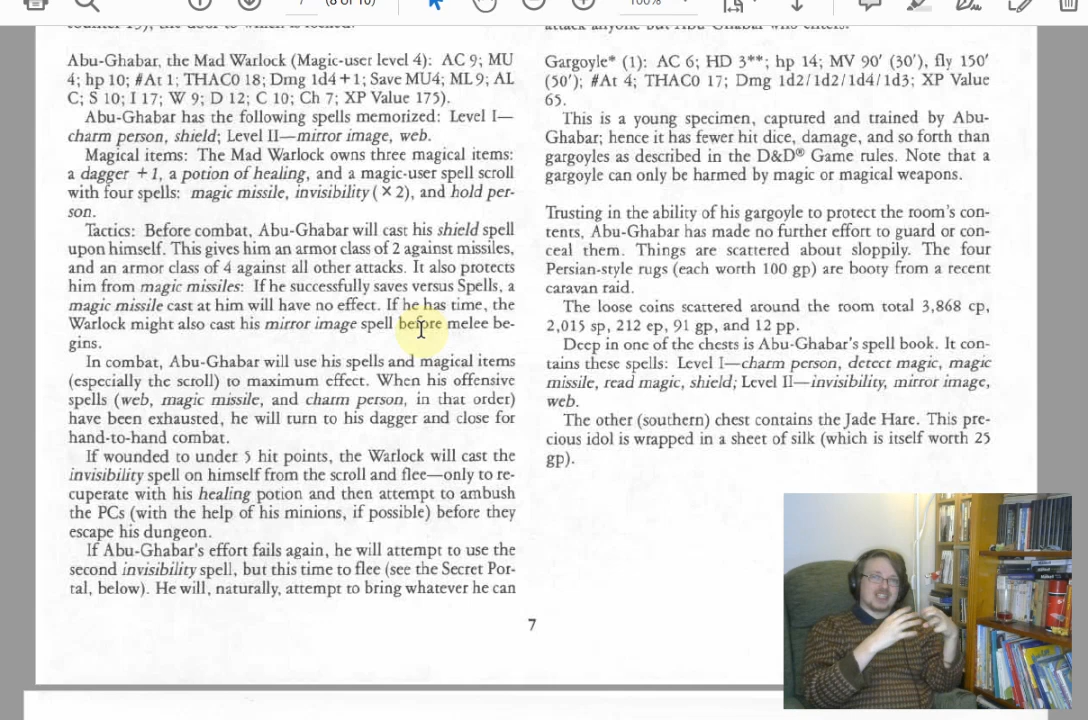 7 (8 of 10)
100%
Abu-Ghabar, the Mad Warlock (Magic-user level 4): AC 9; MU
4; hp 10; #At 1; THAC0 18; Dmg 1d4+1; Save MU4; ML 9; AL
C; S 10; I 17; W 9; D 12; C 10; Ch 7; XP Value 175).
Abu-Ghabar has the following spells memorized: Level I—
charm person, shield; Level II—mirror image, web.
Magical items: The Mad Warlock owns three magical items:
a dagger +1, a potion of healing, and a magic-user spell scroll
with four spells: magic missile, invisibility (×2), and hold per-
son.
Tactics: Before combat, Abu-Ghabar will cast his shield spell
upon himself. This gives him an armor class of 2 against missiles,
and an armor class of 4 against all other attacks. It also protects
him from magic missiles: If he successfully saves versus Spells, a
magic missile cast at him will have no effect. If he has time, the
Warlock might also cast his mirror image spell before melee be-
gins.
In combat, Abu-Ghabar will use his spells and magical items
(especially the scroll) to maximum effect. When his offensive
spells (web, magic missile, and charm person, in that order)
have been exhausted, he will turn to his dagger and close for
hand-to-hand combat.
If wounded to under 5 hit points, the Warlock will cast the
invisibility spell on himself from the scroll and flee—only to re-
cuperate with his healing potion and then attempt to ambush
the PCs (with the help of his minions, if possible) before they
escape his dungeon.
If Abu-Ghabar's effort fails again, he will attempt to use the
second invisibility spell, but this time to flee (see the Secret Por-
tal, below). He will, naturally, attempt to bring whatever he can
attack anyone but Abu-Ghabar who enters.
Gargoyle* (1): AC 6; HD 3**; hp 14; MV 90' (30'), fly 150'
(50'); #At 4; THAC0 17; Dmg 1d2/1d2/1d4/1d3; XP Value
65.
This is a young specimen, captured and trained by Abu-
Ghabar; hence it has fewer hit dice, damage, and so forth than
gargoyles as described in the D&D® Game rules. Note that a
gargoyle can only be harmed by magic or magical weapons.
Trusting in the ability of his gargoyle to protect the room's con-
tents, Abu-Ghabar has made no further effort to guard or con-
ceal them. Things are scattered about sloppily. The four
Persian-style rugs (each worth 100 gp) are booty from a recent
caravan raid.
The loose coins scattered around the room total 3,868 cp,
2,015 sp, 212 ep, 91 gp, and 12 pp.
Deep in one of the chests is Abu-Ghabar's spell book. It con-
tains these spells: Level I—charm person, detect magic, magic
missile, read magic, shield; Level II—invisibility, mirror image,
web.
The other (southern) chest contains the Jade Hare. This pre-
cious idol is wrapped in a sheet of silk (which is itself worth 25
gp).
7